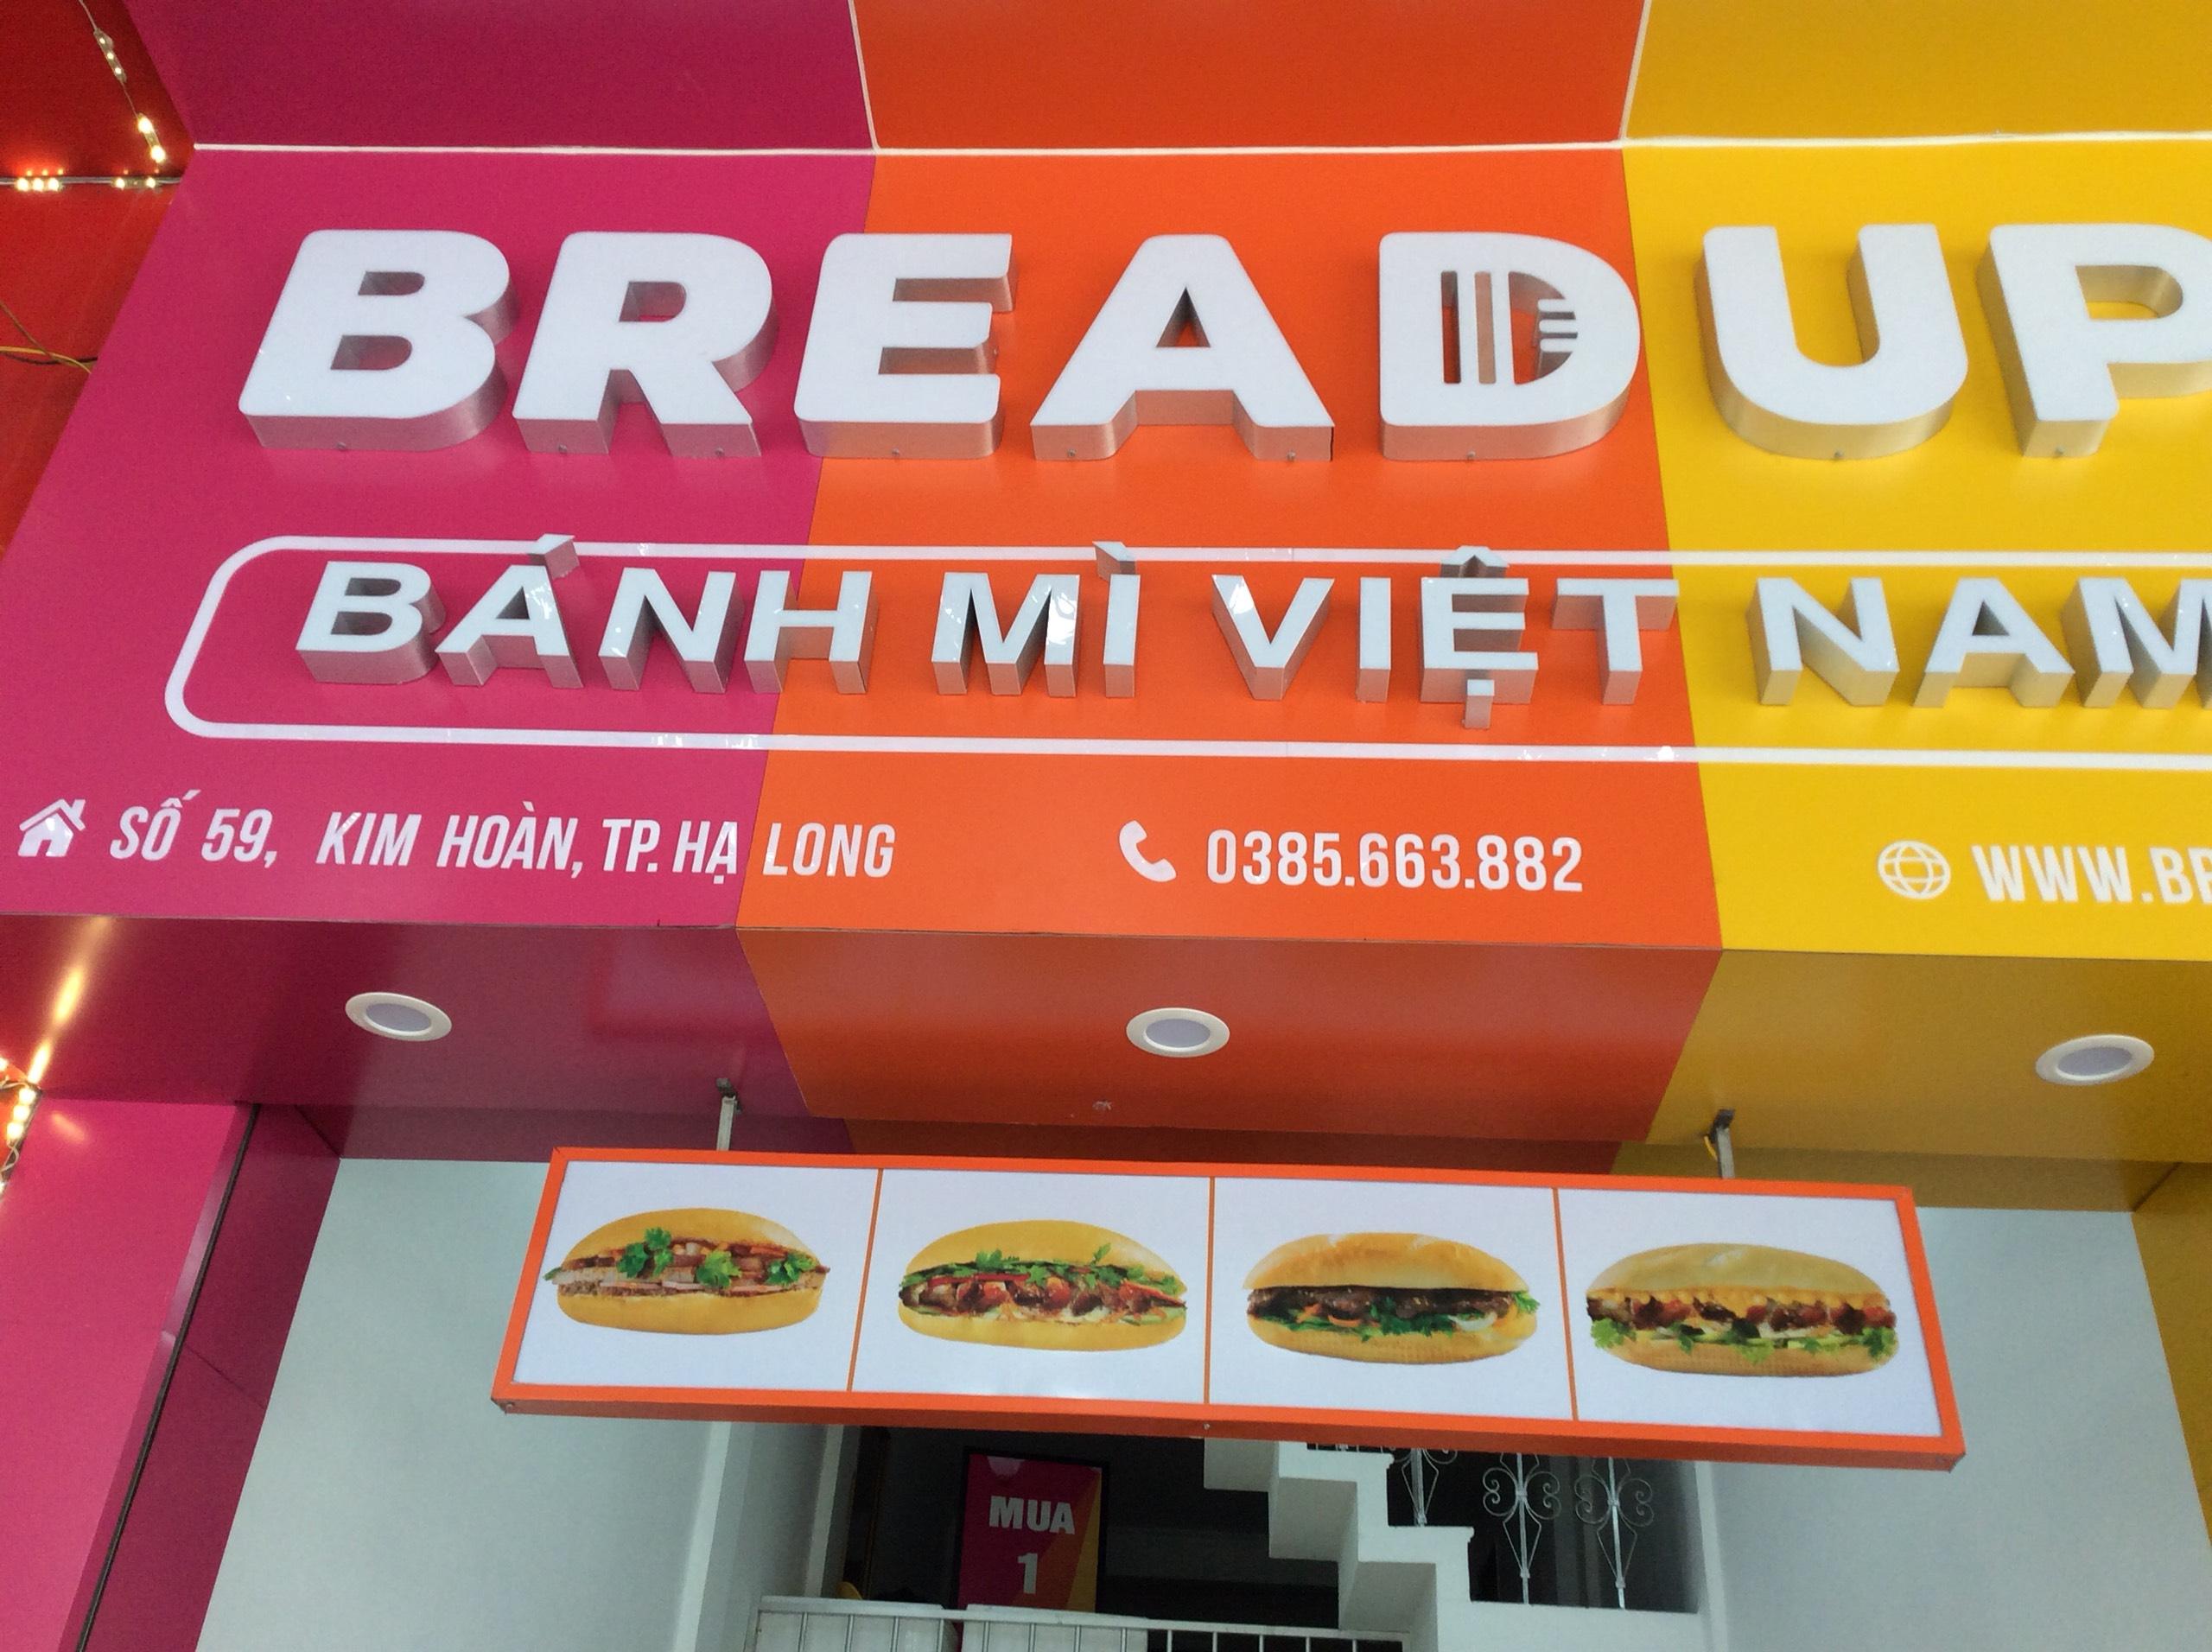 BREADUP
BÁNH MÌ VIỆT NAM
SỐ 59, KIM HOÀN, TP. HẠ LONG
0385.663.882
MUA
1